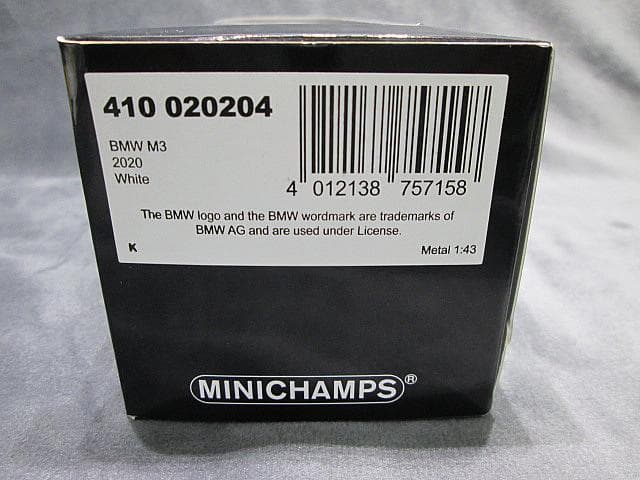 410 020204
BMW M3
2020
White
4 012138 757158
The BMW logo and the BMW wordmark are trademarks of
BMW AG and are used under License.
K
Metal 1:43
MINICHAMPS®